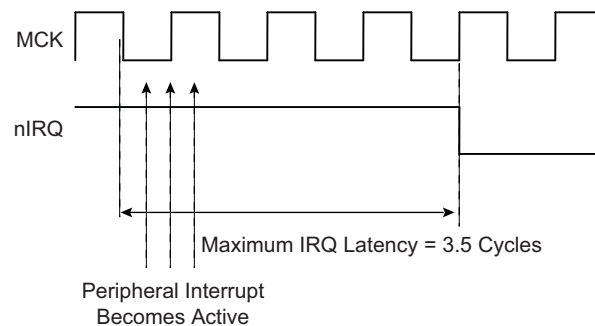 MCK
nIRQ
Maximum IRQ Latency = 3.5 Cycles
Peripheral Interrupt
Becomes Active